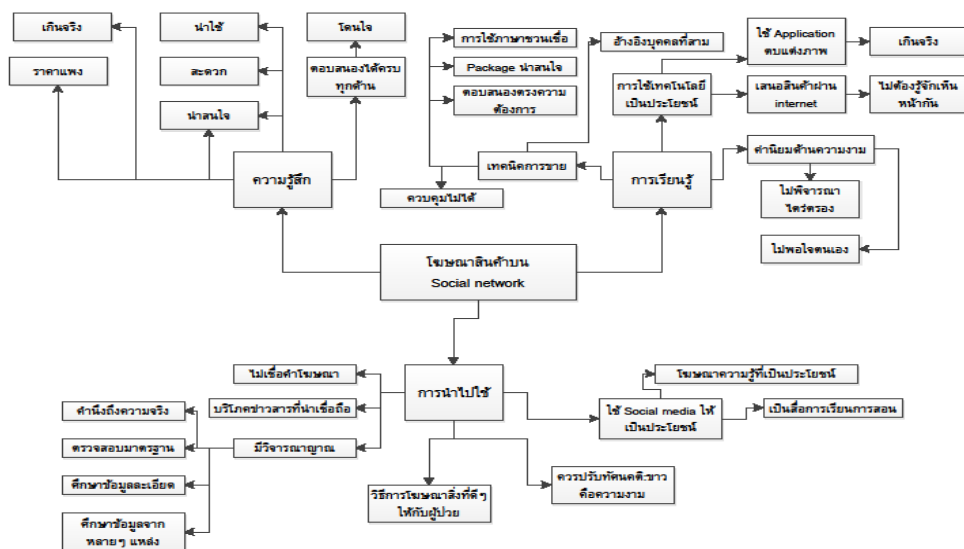 เกินจริง
น่าใช้
โดนใจ
ราคาแพง
สะดวก
ตอบสนองได้ครบ
ทุกด้าน
น่าสนใจ
ความรู้สึก
การใช้ภาษาชวนเชื่อ
Package น่าสนใจ
ตอบสนองตรงความ
ต้องการ
อ้างอิงบุคคลที่สาม
เทคนิคการขาย
ควบคุมไม่ได้
ใช้ Application
ตบแต่งภาพ
เกินจริง
การใช้เทคโนโลยี
เป็นประโยชน์
เสนอสินค้าผ่าน
internet
ไม่ต้องรู้จักเห็น
หน้ากัน
การเรียนรู้
ค่านิยมด้านความงาม
ไม่พิจารณา
ไตร่ตรอง
ไม่พอใจตนเอง
โฆษณาสินค้าบน
Social network
การนำไปใช้
ไม่เชื่อคำโฆษณา
บริโภคข่าวสารที่น่าเชื่อถือ
มีวิจารณาญาณ
คำนึงถึงความจริง
ตรวจสอบมาตรฐาน
ศึกษาข้อมูลละเอียด
ศึกษาข้อมูลจาก
หลายๆ แหล่ง
วิธีการโฆษณาสิ่งที่ดีๆ
ให้กับผู้ป่วย
ควรปรับทัศนคติ:ขาว
คือความงาม
ใช้ Social media ให้
เป็นประโยชน์
โฆษณาความรู้ที่เป็นประโยชน์
เป็นสื่อการเรียนการสอน